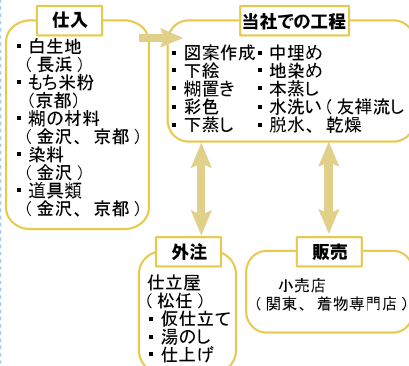 仕入
・白生地
(長浜)
・もち米粉
(京都)
・糊の材料
(金沢、京都)
・染料
(金沢)
・道具類
(金沢、京都)
当社での工程
・図案作成
・下絵
・糊置き
・彩色
・下蒸し
・中埋め
・地染め
・本蒸し
・水洗い(友禅流し
・脱水、乾燥
外注
仕立屋
(松任)
・仮仕立て
・湯のし
・仕上げ
販売
小売店
(関東、着物専門店)